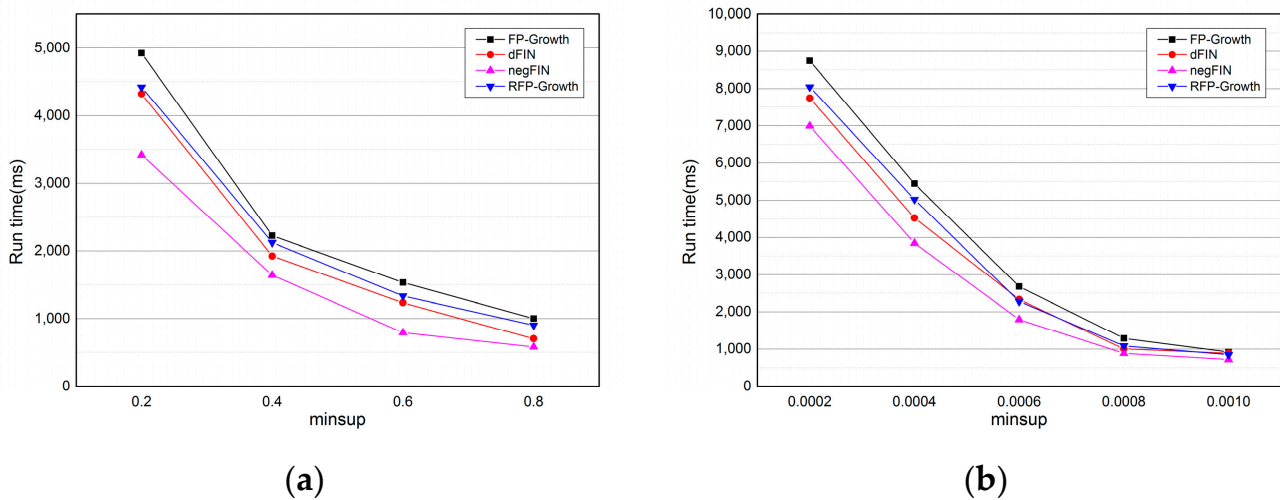 5,000
4,000
3,000
2,000
1,000
0
Run time(ms)
0.2 0.4 0.6 0.8
minsup
FP-Growth
dFIN
negFIN
RFP-Growth
(a)
10,000
9,000
8,000
7,000
6,000
5,000
4,000
3,000
2,000
1,000
0
Run time(ms)
0.0002 0.0004 0.0006 0.0008 0.0010
minsup
FP-Growth
dFIN
negFIN
RFP-Growth
(b)